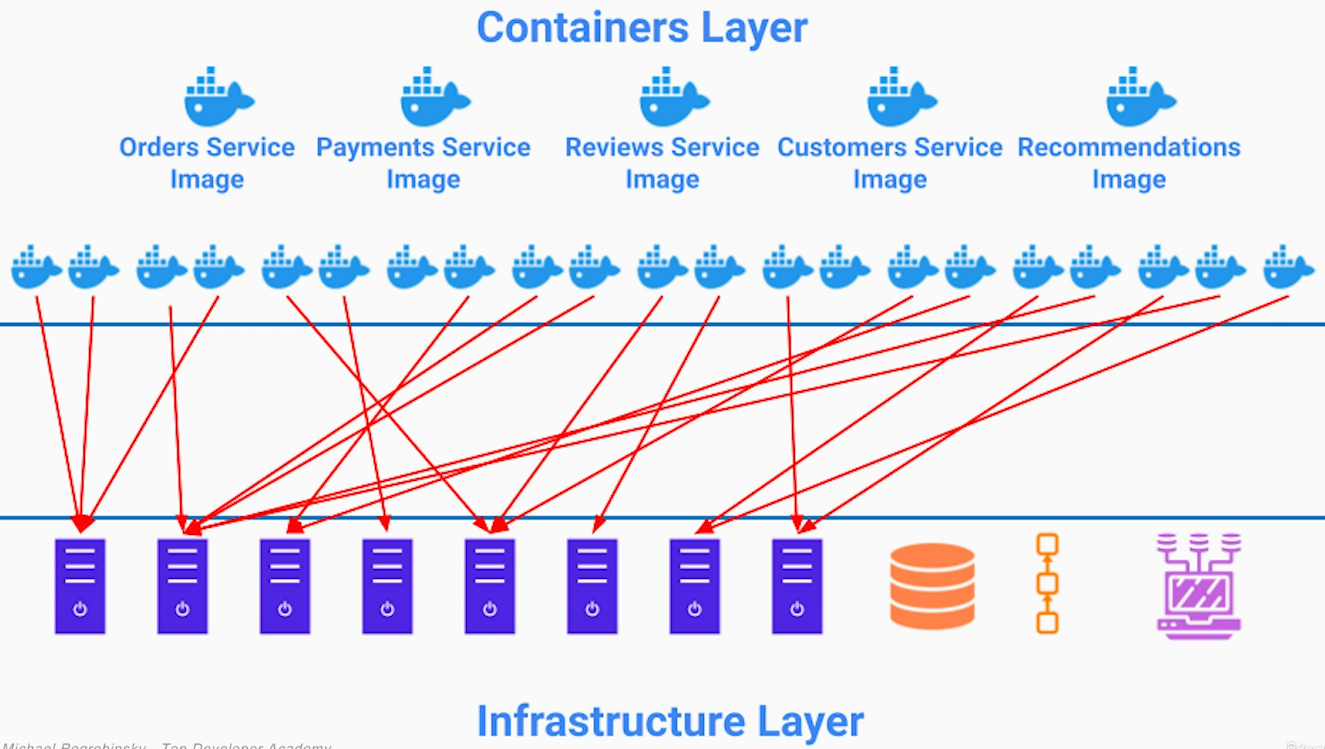 Containers Layer
Orders Service
Image
Payments Service
Image
Reviews Service
Image
Customers Service
Image
Recommendations
Image
Infrastructure Layer
Michael Pogrebinsky - Top Developer Academy